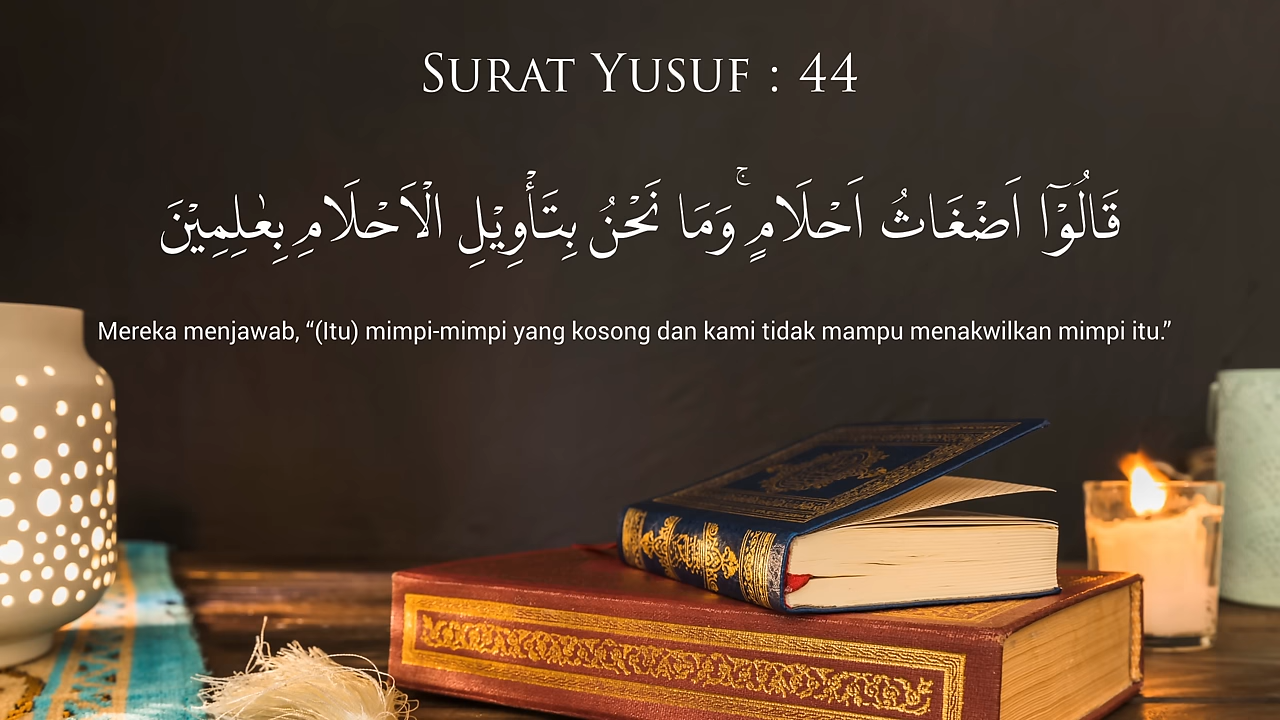 SURAT YUSUF : 44
قَالُوْٓا اَضْغَاثُ اَحْلَامٍ ۚوَمَا نَحْنُ بِتَأْوِيْلِ الْاَحْلَامِ بِعٰلِمِيْنَ
Mereka menjawab, “(Itu) mimpi-mimpi yang kosong dan kami tidak mampu menakwilkan mimpi itu.”